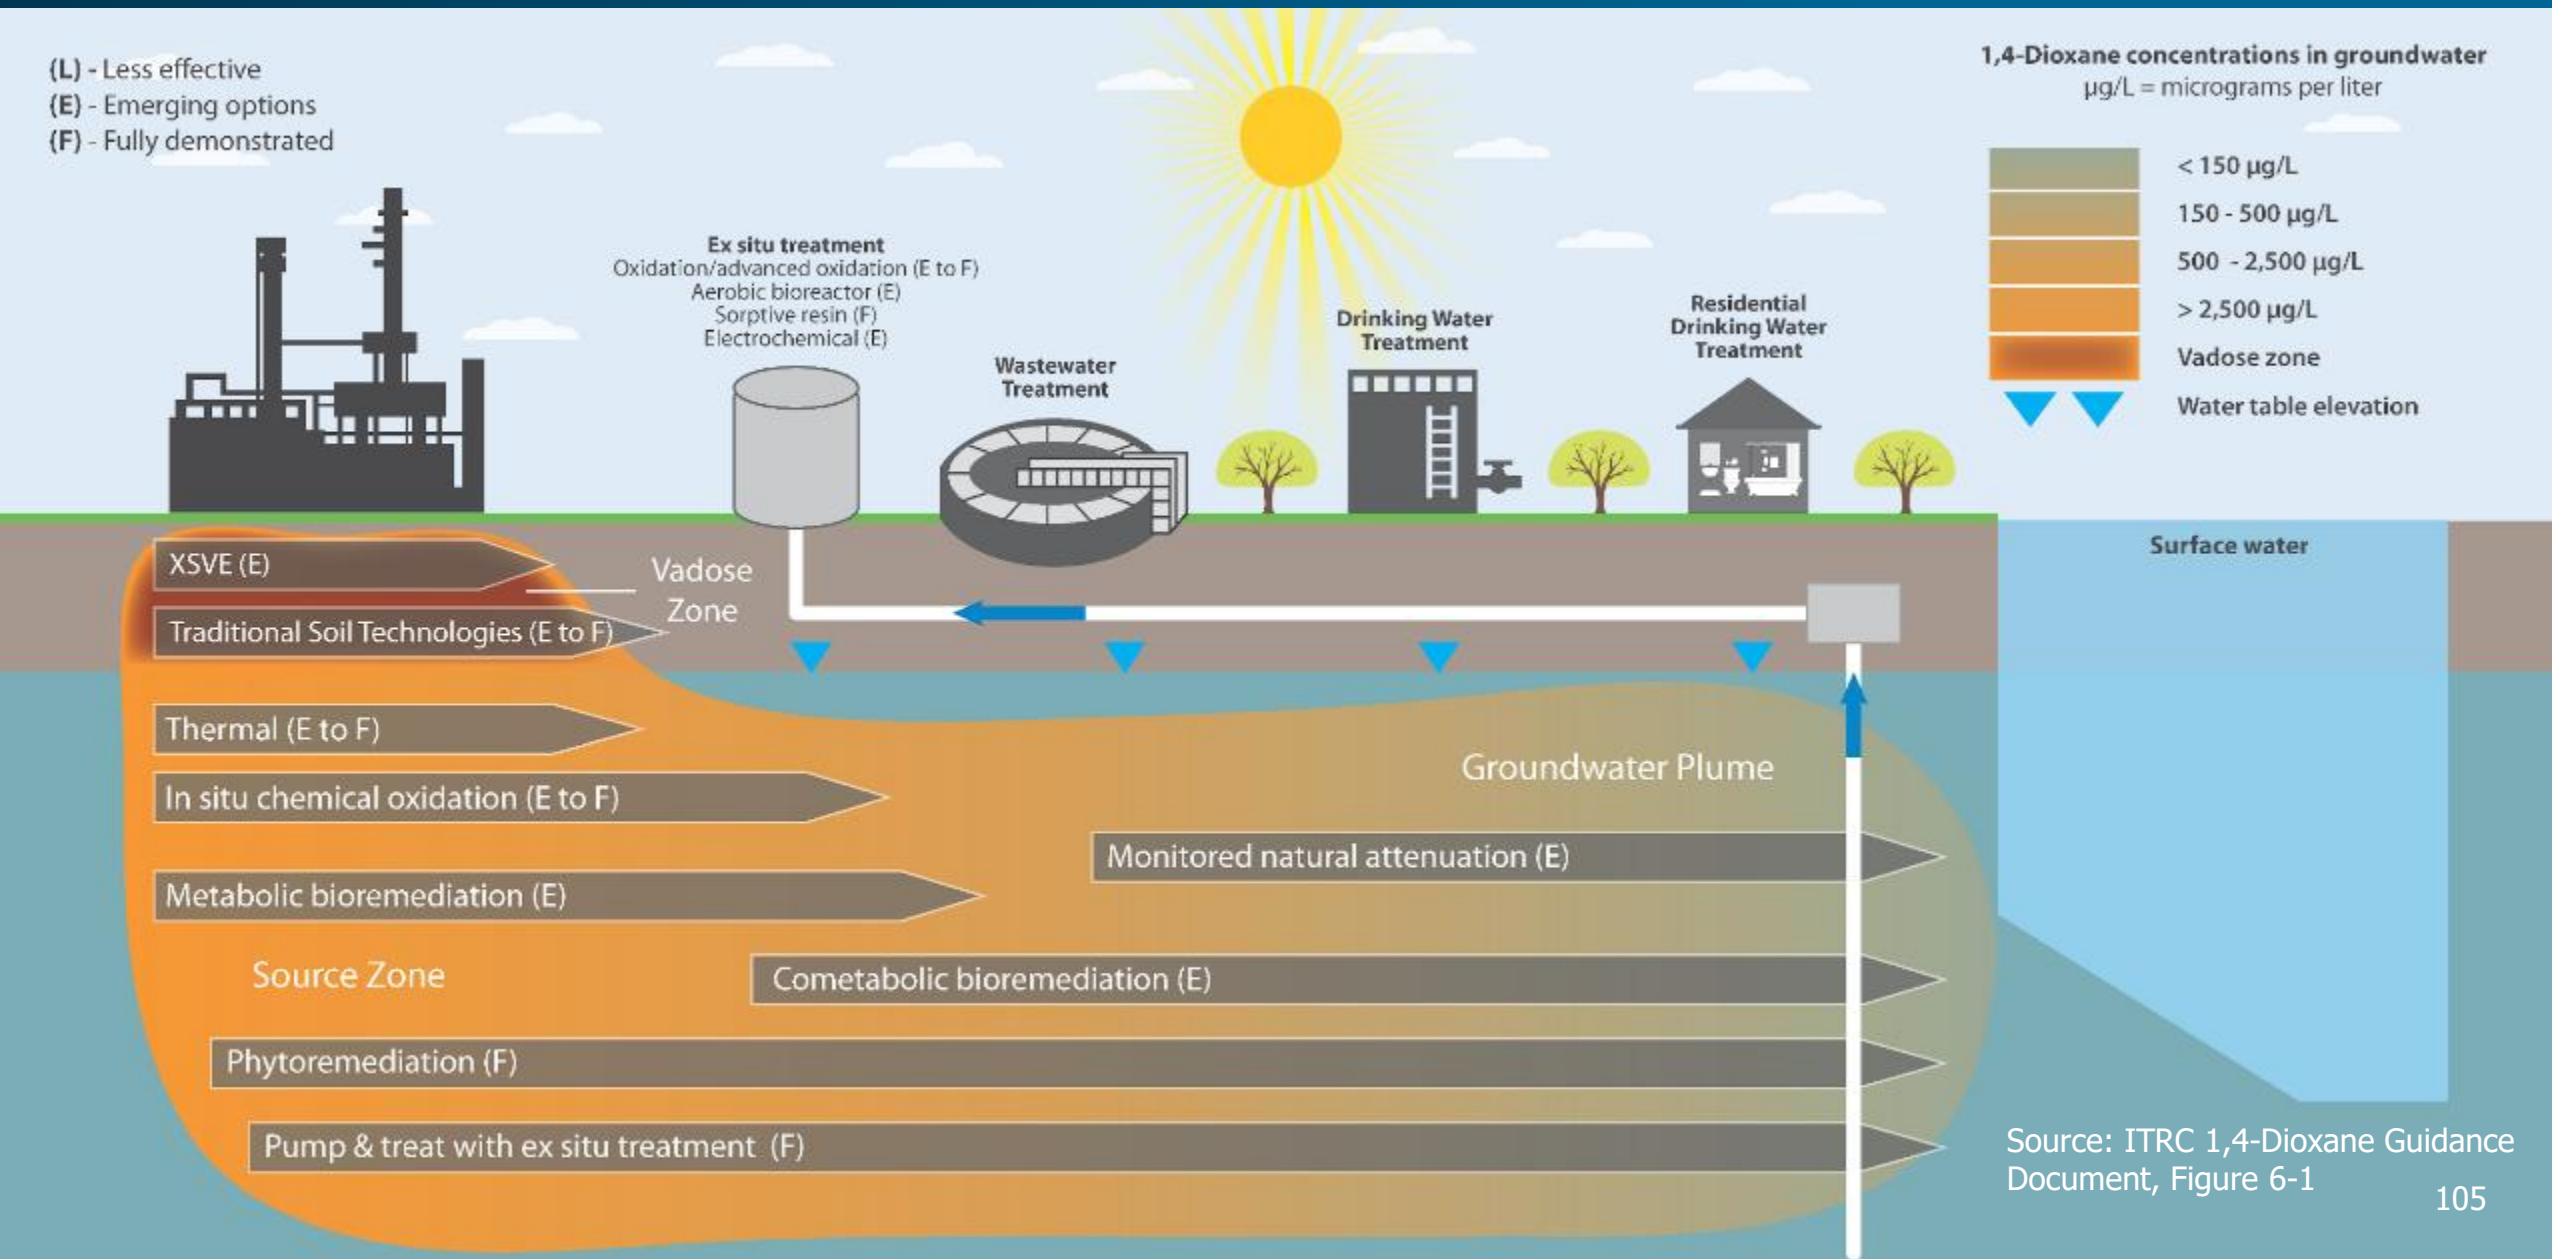 (L) - Less effective
(E) - Emerging options
(F) - Fully demonstrated
1,4-Dioxane concentrations in groundwater
µg/L = micrograms per liter
< 150 µg/L
150 - 500 µg/L
500 - 2,500 µg/L
> 2,500 µg/L
Vadose zone
Water table elevation
Ex situ treatment
Oxidation/advanced oxidation (E to F)
Aerobic bioreactor (E)
Sorptive resin (F)
Electrochemical (E)
Wastewater
Treatment
Drinking Water
Treatment
Residential
Drinking Water
Treatment
Surface water
XSVE (E)
Vadose
Zone
Traditional Soil Technologies (E to F)
Thermal (E to F)
In situ chemical oxidation (E to F)
Groundwater Plume
Monitored natural attenuation (E)
Metabolic bioremediation (E)
Source Zone
Cometabolic bioremediation (E)
Phytoremediation (F)
Pump & treat with ex situ treatment (F)
Source: ITRC 1,4-Dioxane Guidance
Document, Figure 6-1
105